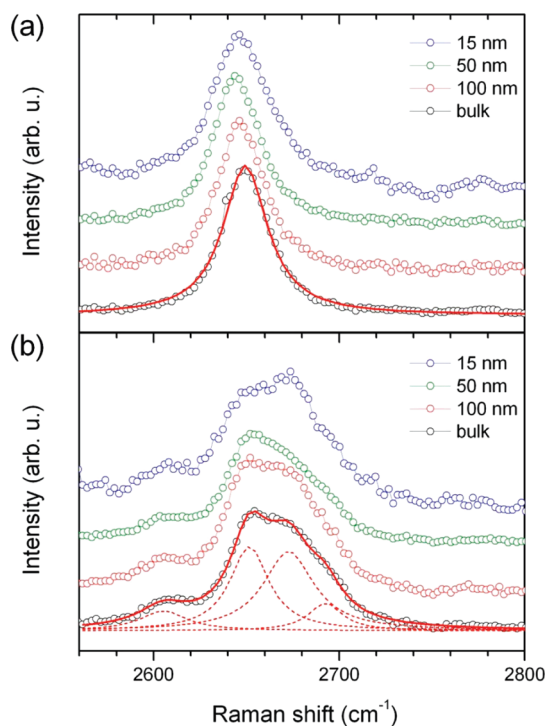 (a)
Intensity (arb. u.)
15 nm
50 nm
100 nm
bulk
(b)
Intensity (arb. u.)
15 nm
50 nm
100 nm
bulk
2600 2700 2800
Raman shift (cm⁻¹)